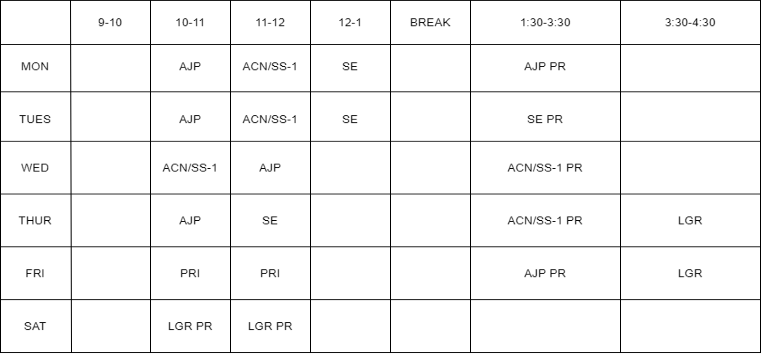 9-10 10-11 11-12 12-1 BREAK 1:30-3:30 3:30-4:30
MON AJP ACN/SS-1 SE AJP PR
TUES AJP ACN/SS-1 SE SE PR
WED ACN/SS-1 AJP ACN/SS-1 PR
THUR AJP SE ACN/SS-1 PR LGR
FRI PRI PRI AJP PR LGR
SAT LGR PR LGR PR